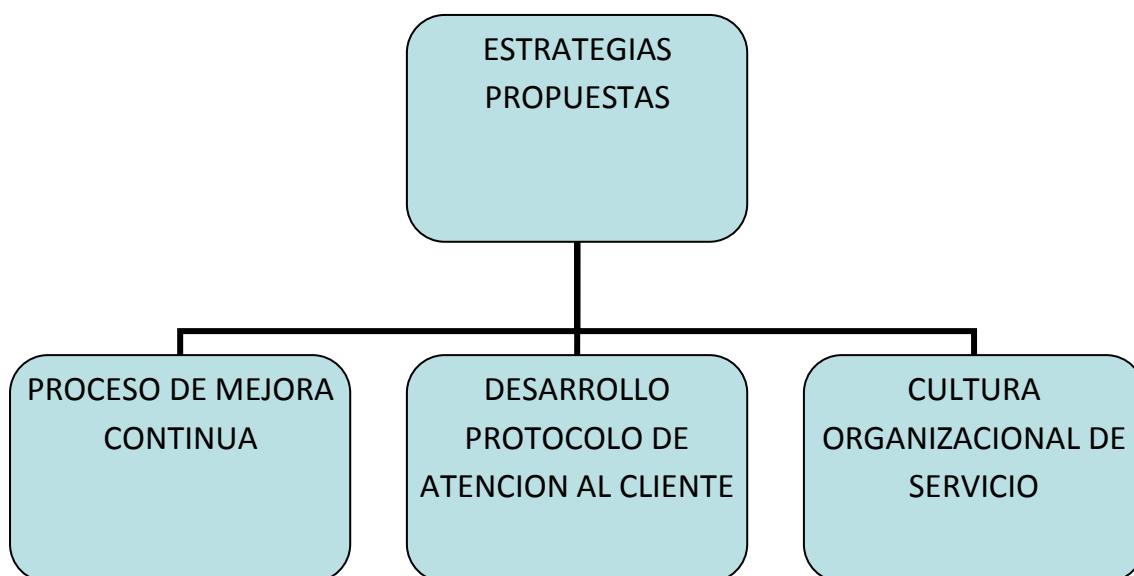 ESTRATEGIAS
PROPUESTAS
PROCESO DE MEJORA
CONTINUA
DESARROLLO
PROTOCOLO DE
ATENCION AL CLIENTE
CULTURA
ORGANIZACIONAL DE
SERVICIO